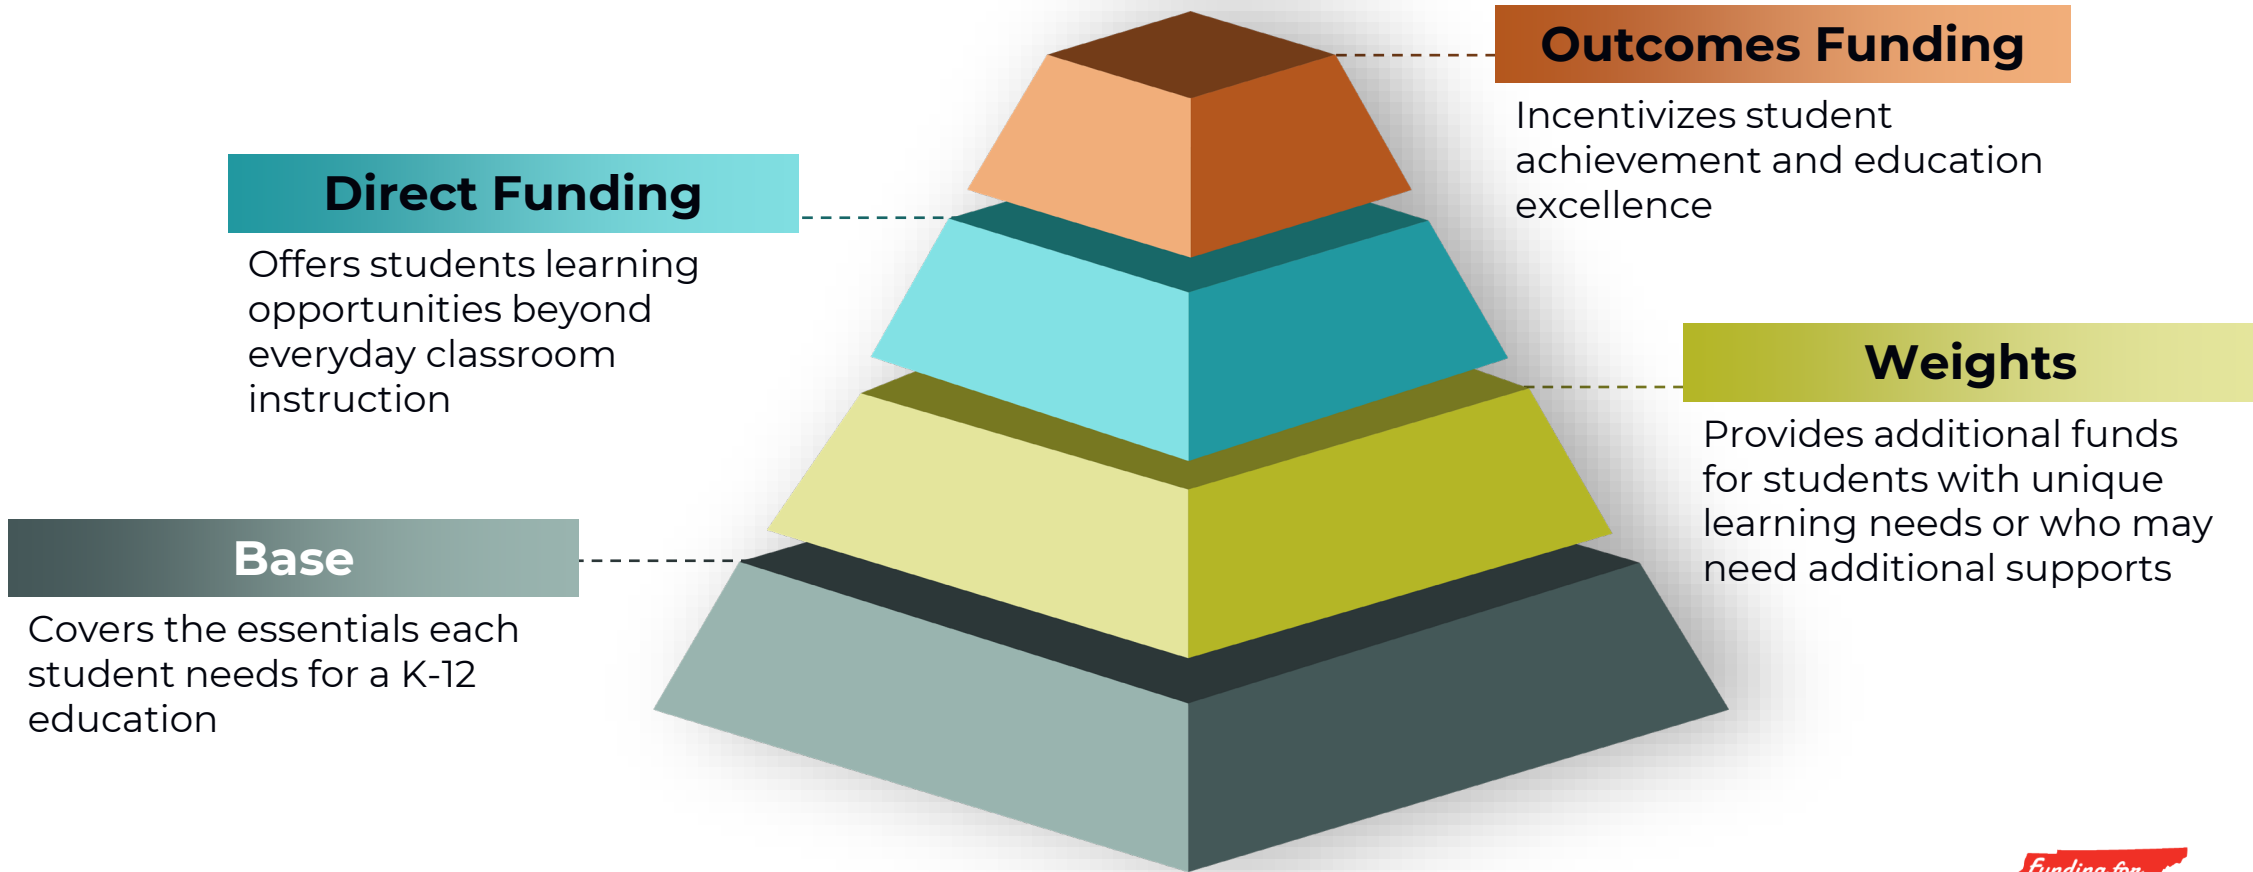 Outcomes Funding
Incentivizes student
achievement and education
excellence
Direct Funding
Offers students learning
opportunities beyond
everyday classroom
instruction
Weights
Provides additional funds
for students with unique
learning needs or who may
need additional supports
Base
Covers the essentials each
student needs for a K-12
education
Funding for